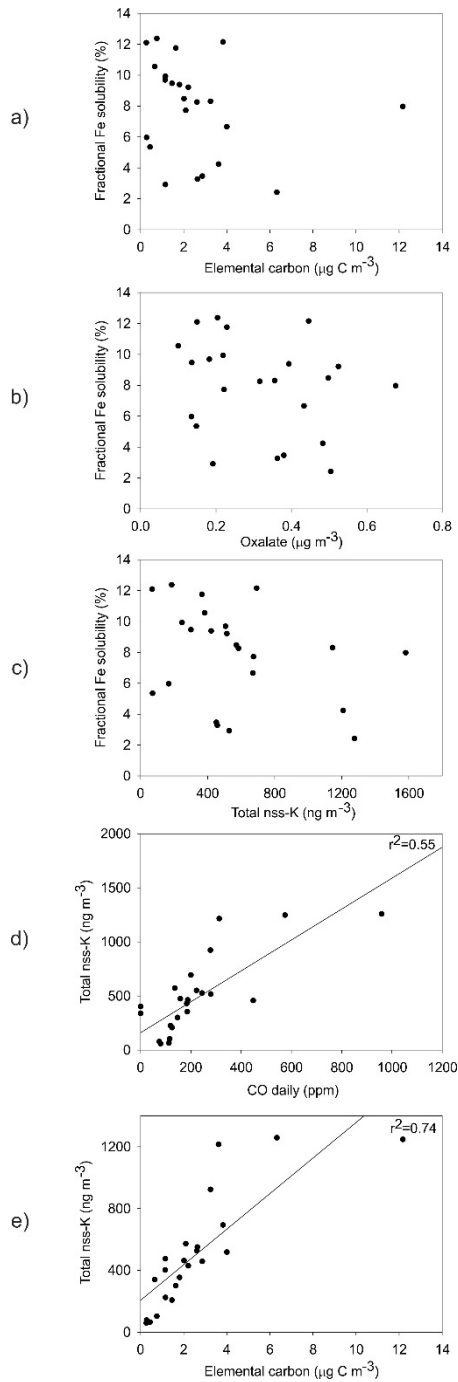 a)
Fractional Fe solubility (%)
14
12
10
8
6
4
2
0
0 2 4 6 8 10 12 14
Elemental carbon (µg C m⁻³)
b)
Fractional Fe solubility (%)
14
12
10
8
6
4
2
0
0.0 0.2 0.4 0.6 0.8
Oxalate (µg m⁻³)
c)
Fractional Fe solubility (%)
14
12
10
8
6
4
2
0
0 400 800 1200 1600
Total nss-K (ng m⁻³)
d)
Total nss-K (ng m⁻³)
2000
1500
1000
500
0
r²=0.55
0 200 400 600 800 1000 1200
CO daily (ppm)
e)
Total nss-K (ng m⁻³)
1200
800
400
0
r²=0.74
0 2 4 6 8 10 12 14
Elemental carbon (µg C m⁻³)